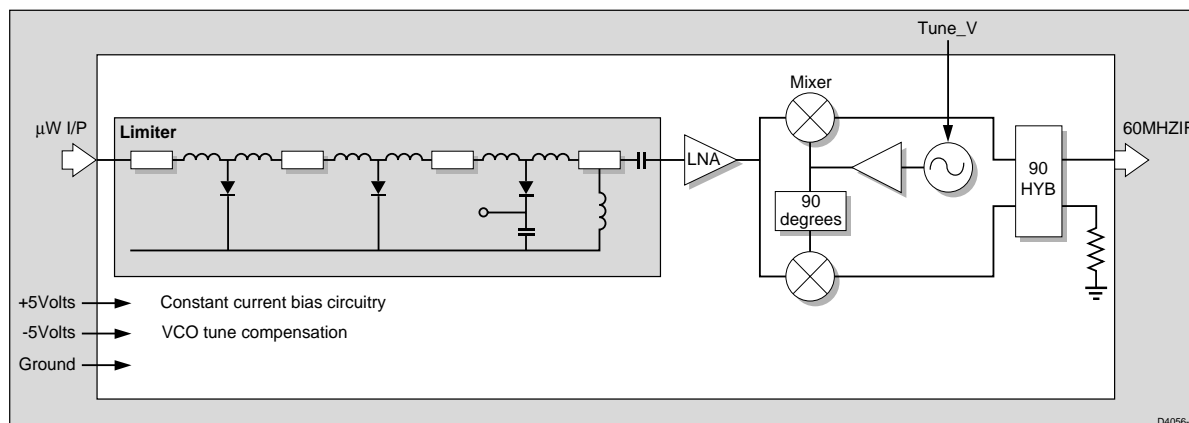 Tune_V
Mixer
µW I/P
Limiter
60MHZIF
LNA
90
degrees
90
HYB
+5Volts
Constant current bias circuitry
-5Volts
VCO tune compensation
Ground
D4056-